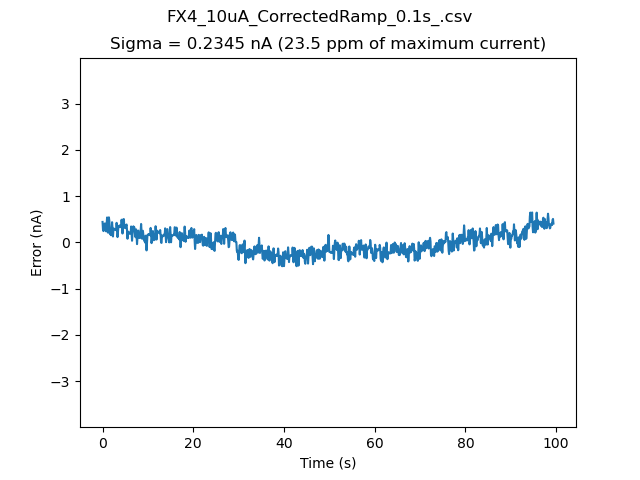 FX4_10uA_CorrectedRamp_0.1s_.csv
Sigma = 0.2345 nA (23.5 ppm of maximum current)
3
2
1
0
−1
−2
−3
Error (nA)
0 20 40 60 80 100
Time (s)